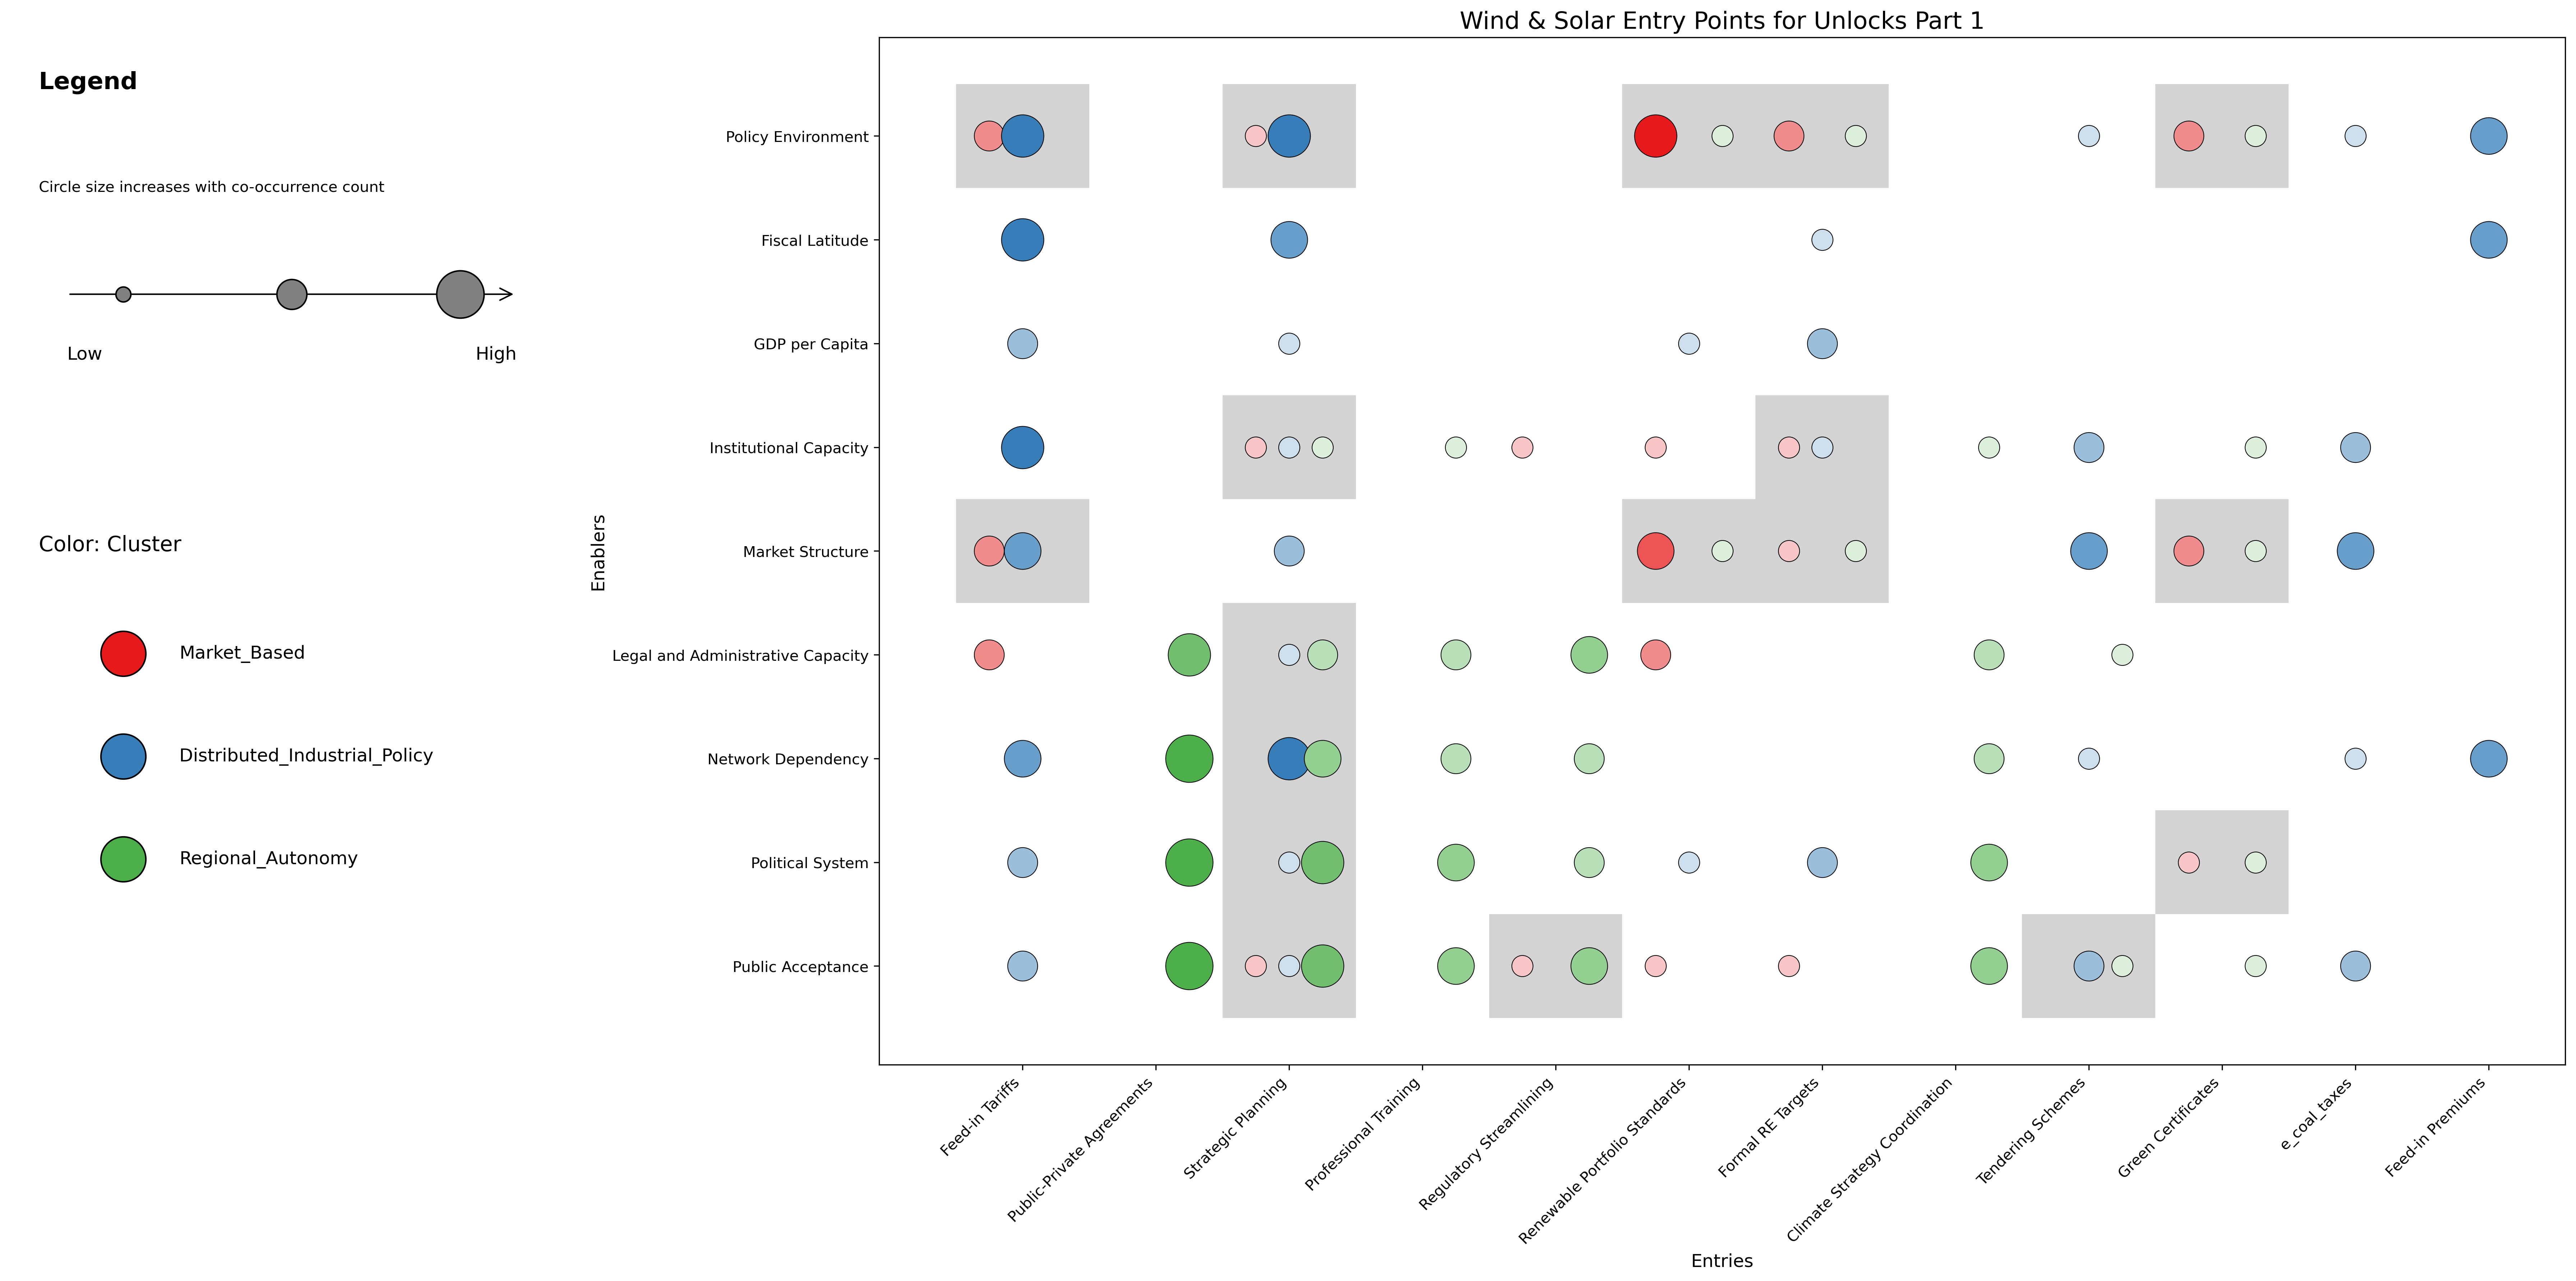 Wind & Solar Entry Points for Unlocks Part 1
Legend
Circle size increases with co-occurrence count
Low
High
Color: Cluster
Market_Based
Distributed_Industrial_Policy
Regional_Autonomy
Enablers
Policy Environment
Fiscal Latitude
GDP per Capita
Institutional Capacity
Market Structure
Legal and Administrative Capacity
Network Dependency
Political System
Public Acceptance
Feed-in Tariffs
Public-Private Agreements
Strategic Planning
Professional Training
Regulatory Streamlining
Renewable Portfolio Standards
Formal RE Targets
Climate Strategy Coordination
Tendering Schemes
Green Certificates
e_coal_taxes
Feed-in Premiums
Entries